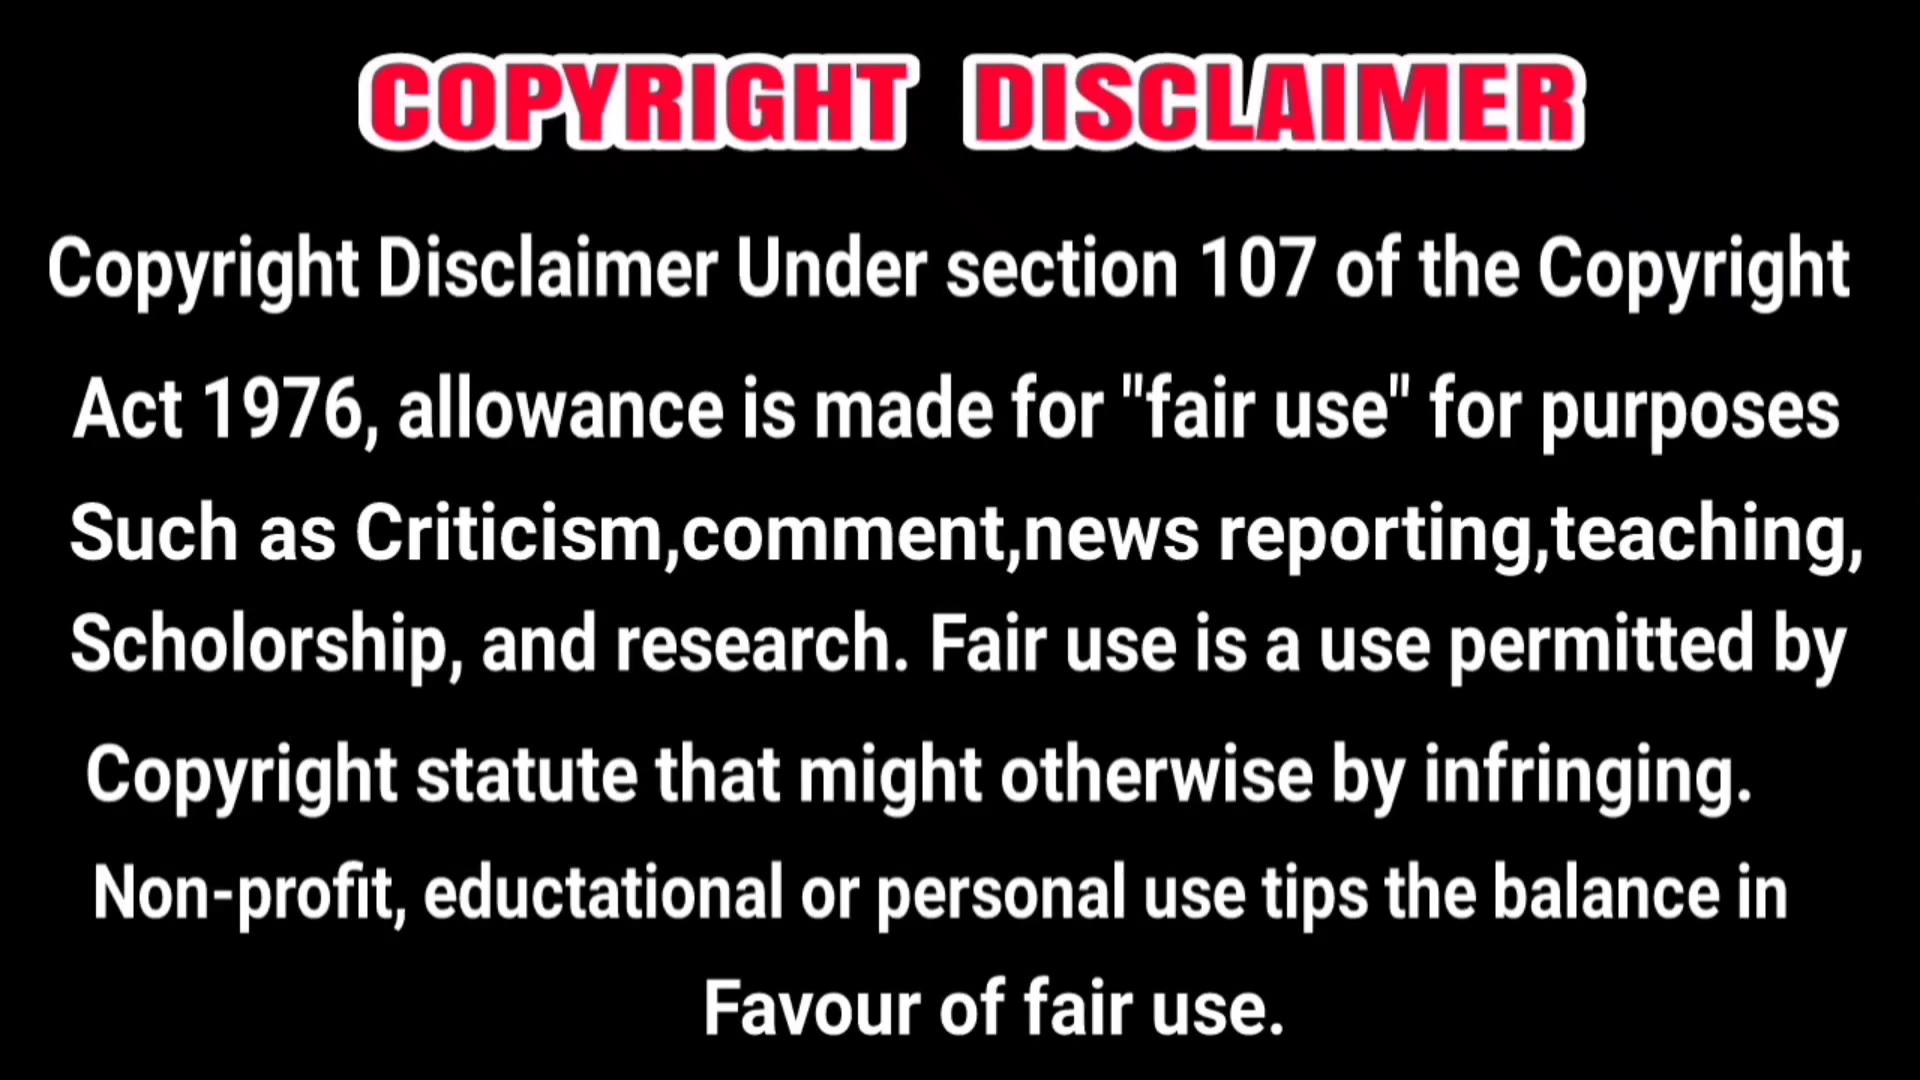 COPYRIGHT DISCLAIMER
Copyright Disclaimer Under section 107 of the Copyright
Act 1976, allowance is made for "fair use" for purposes
Such as Criticism,comment,news reporting,teaching,
Scholorship, and research. Fair use is a use permitted by
Copyright statute that might otherwise by infringing.
Non-profit, eductational or personal use tips the balance in
Favour of fair use.